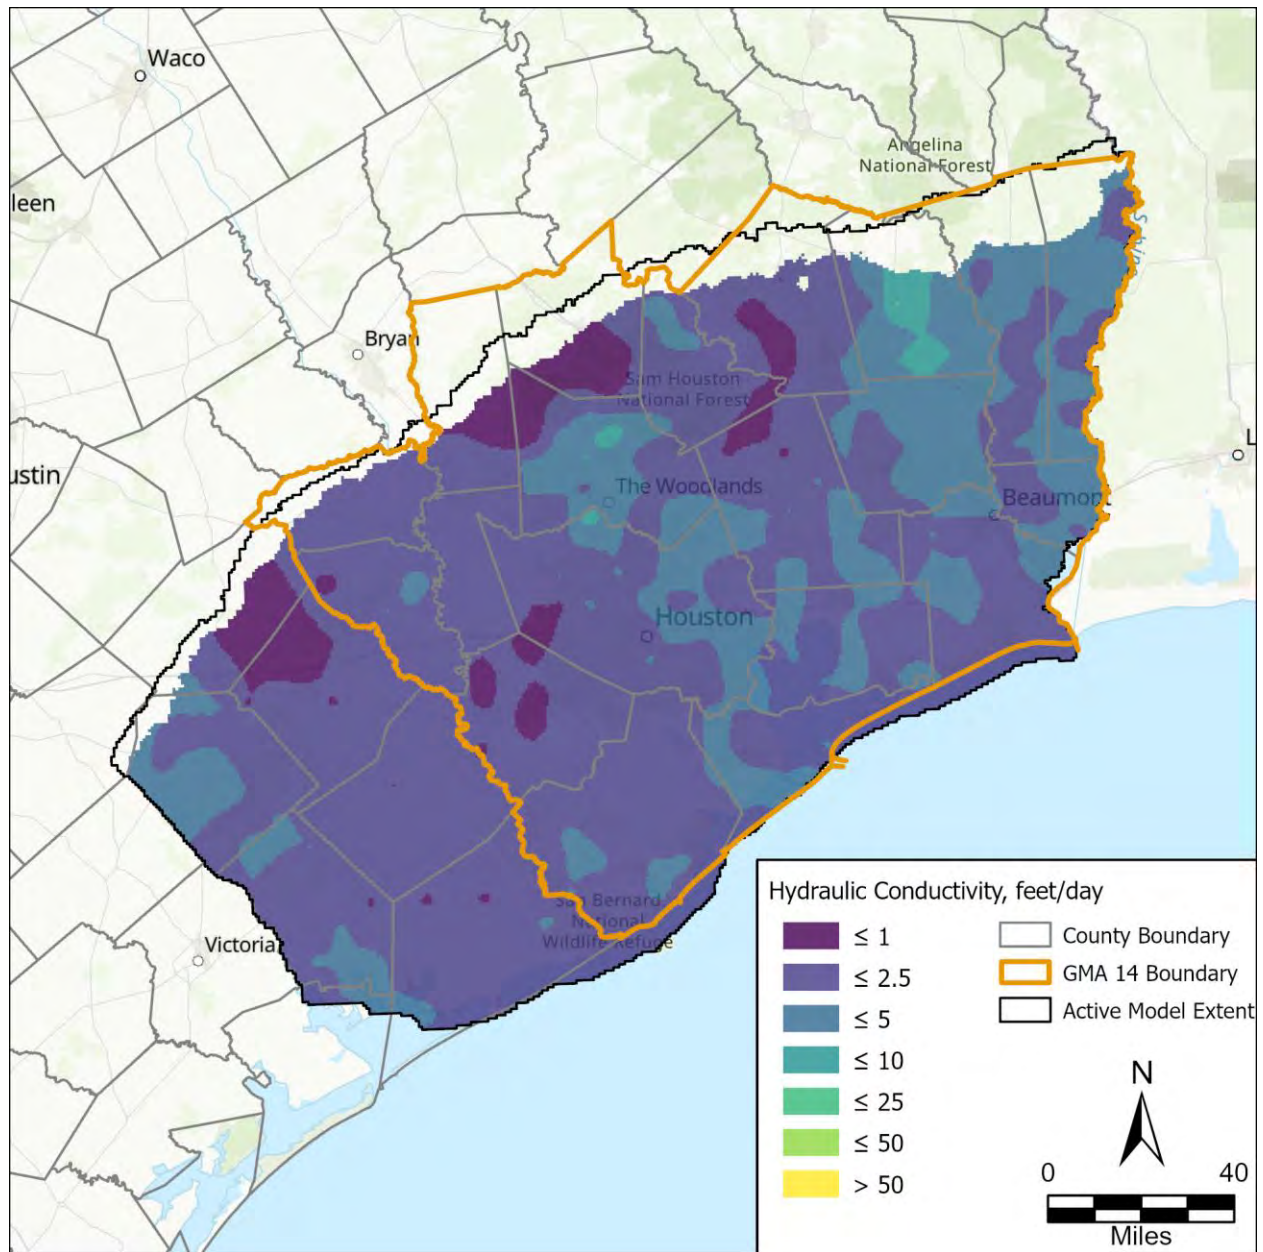 Waco
Angelina
National Forest
leen
Bryan
Sam Houston
National Forest
ustin
L
The Woodlands
Beaumont
Houston
San Bernard
National
Wildlife Refuge
Victoria
Hydraulic Conductivity, feet/day
≤ 1
≤ 2.5
≤ 5
≤ 10
≤ 25
≤ 50
> 50
County Boundary
GMA 14 Boundary
Active Model Extent
N
0 40
Miles